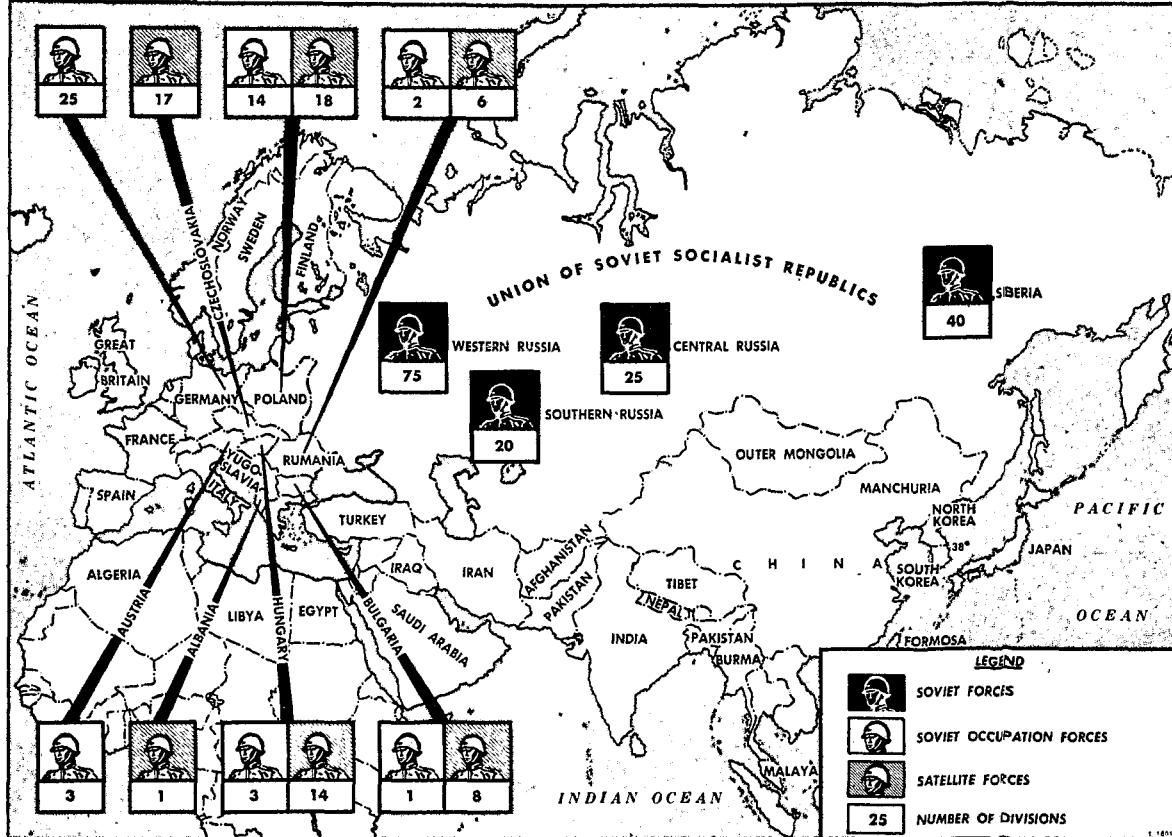 25
17
14 18
2 6
ATLANTIC OCEAN
CZECHOSLOVAKIA
NORWAY
SWEDEN
FINLAND
UNION OF SOVIET SOCIALIST REPUBLICS
SIBERIA
40
WESTERN RUSSIA
75
CENTRAL RUSSIA
25
SOUTHERN RUSSIA
20
GREAT
BRITAIN
GERMANY
POLAND
FRANCE
YUGO-
SLAVIA
RUMANIA
ITALY
SPAIN
TURKEY
OUTER MONGOLIA
MANCHURIA
NORTH
KOREA
38°
SOUTH
KOREA
JAPAN
PACIFIC
OCEAN
ALGERIA
LIBYA
EGYPT
IRAQ
IRAN
SAUDI ARABIA
AFGHANISTAN
PAKISTAN
TIBET
NEPAL
CHINA
INDIA
PAKISTAN
BURMA
FORMOSA
MALAYA
INDIAN OCEAN
AUSTRIA
ALBANIA
HUNGARY
BULGARIA
3
1
3 14
1 8
LEGEND
SOVIET FORCES
SOVIET OCCUPATION FORCES
SATELLITE FORCES
25 NUMBER OF DIVISIONS